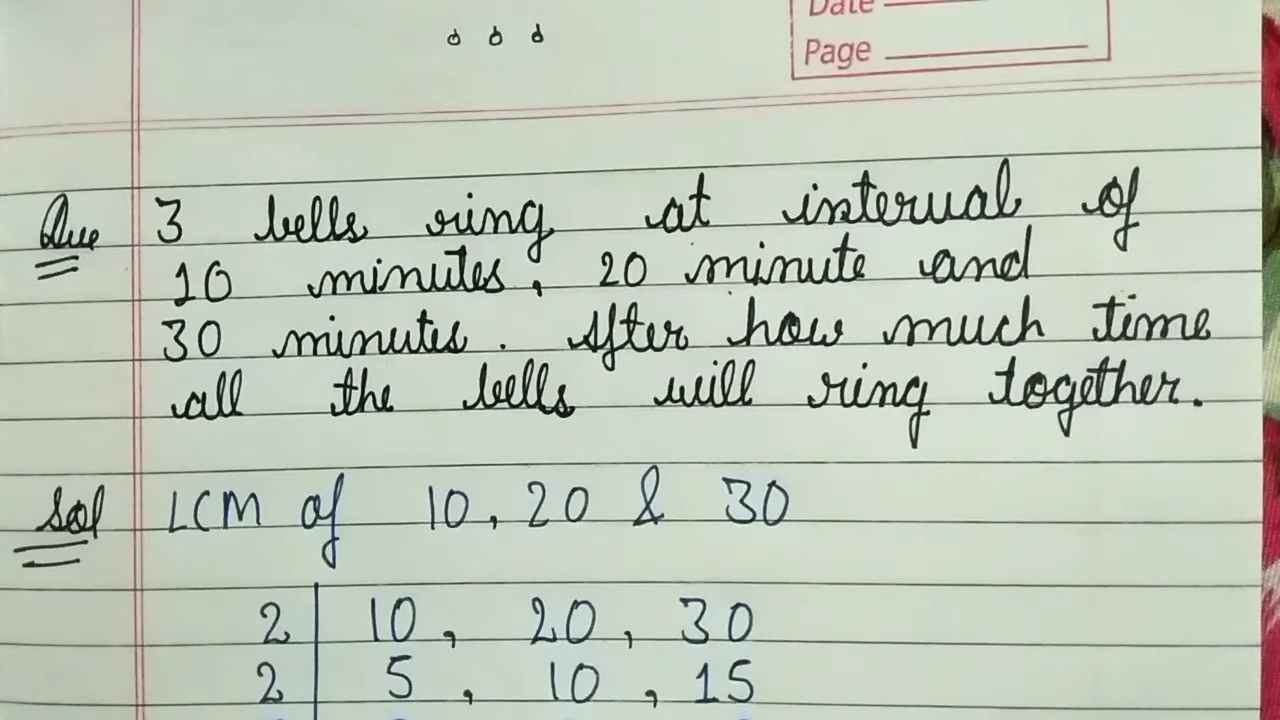 Date
Page
Que 3 bells ring at interval of
10 minutes, 20 minute and
30 minutes. After how much time
all the bells will ring together.
Sol LCM of 10, 20 & 30
2 10, 20, 30
2 5, 10, 15